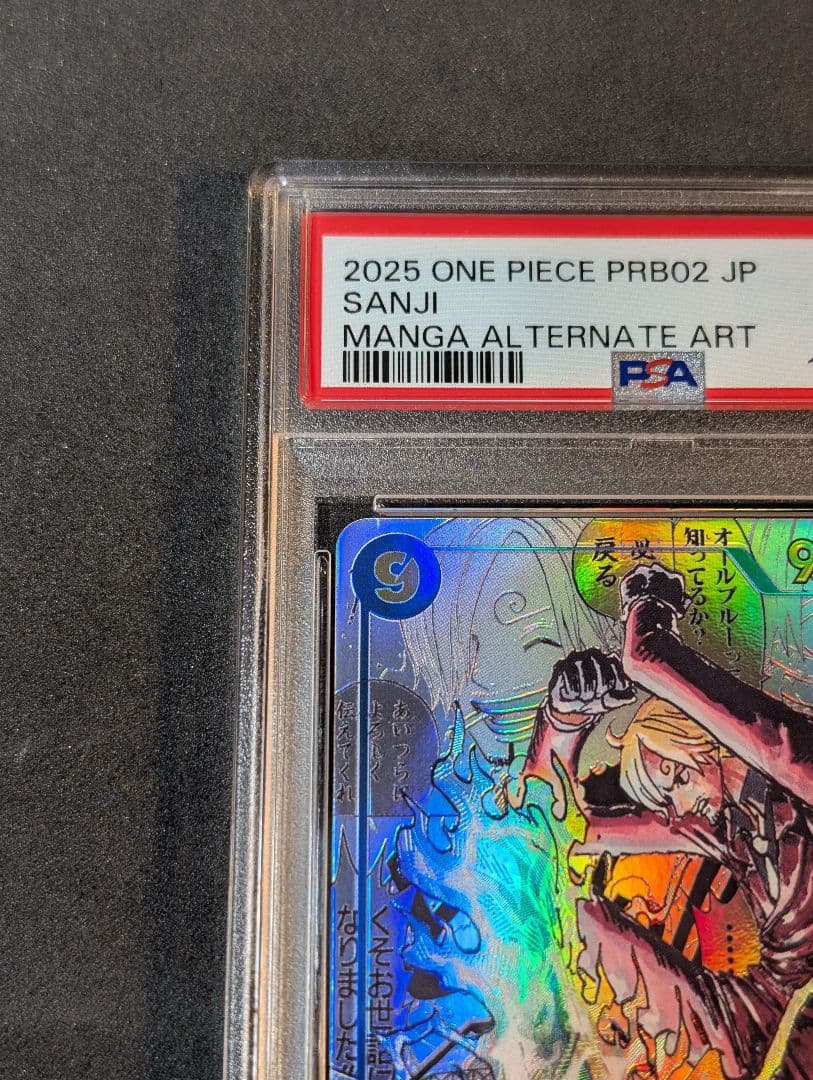 2025 ONE PIECE PRB02 JP
SANJI
MANGA ALTERNATE ART
PSA
9
オールブルーって
知ってるか?
必
戻る
9
あいつらに
よろしく
伝えてくれ
くそお世話に
なりました